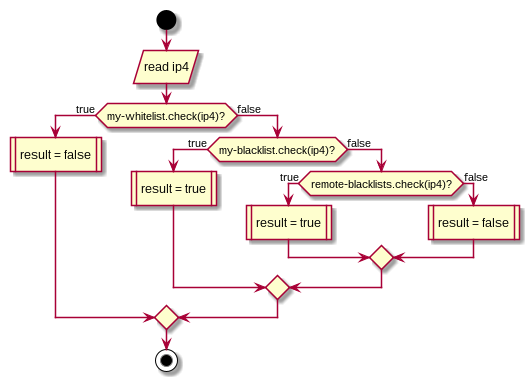 read ip4
true
my-whitelist.check(ip4)?
false
result = false
true
my-blacklist.check(ip4)?
false
result = true
true
remote-blacklists.check(ip4)?
false
result = true
result = false